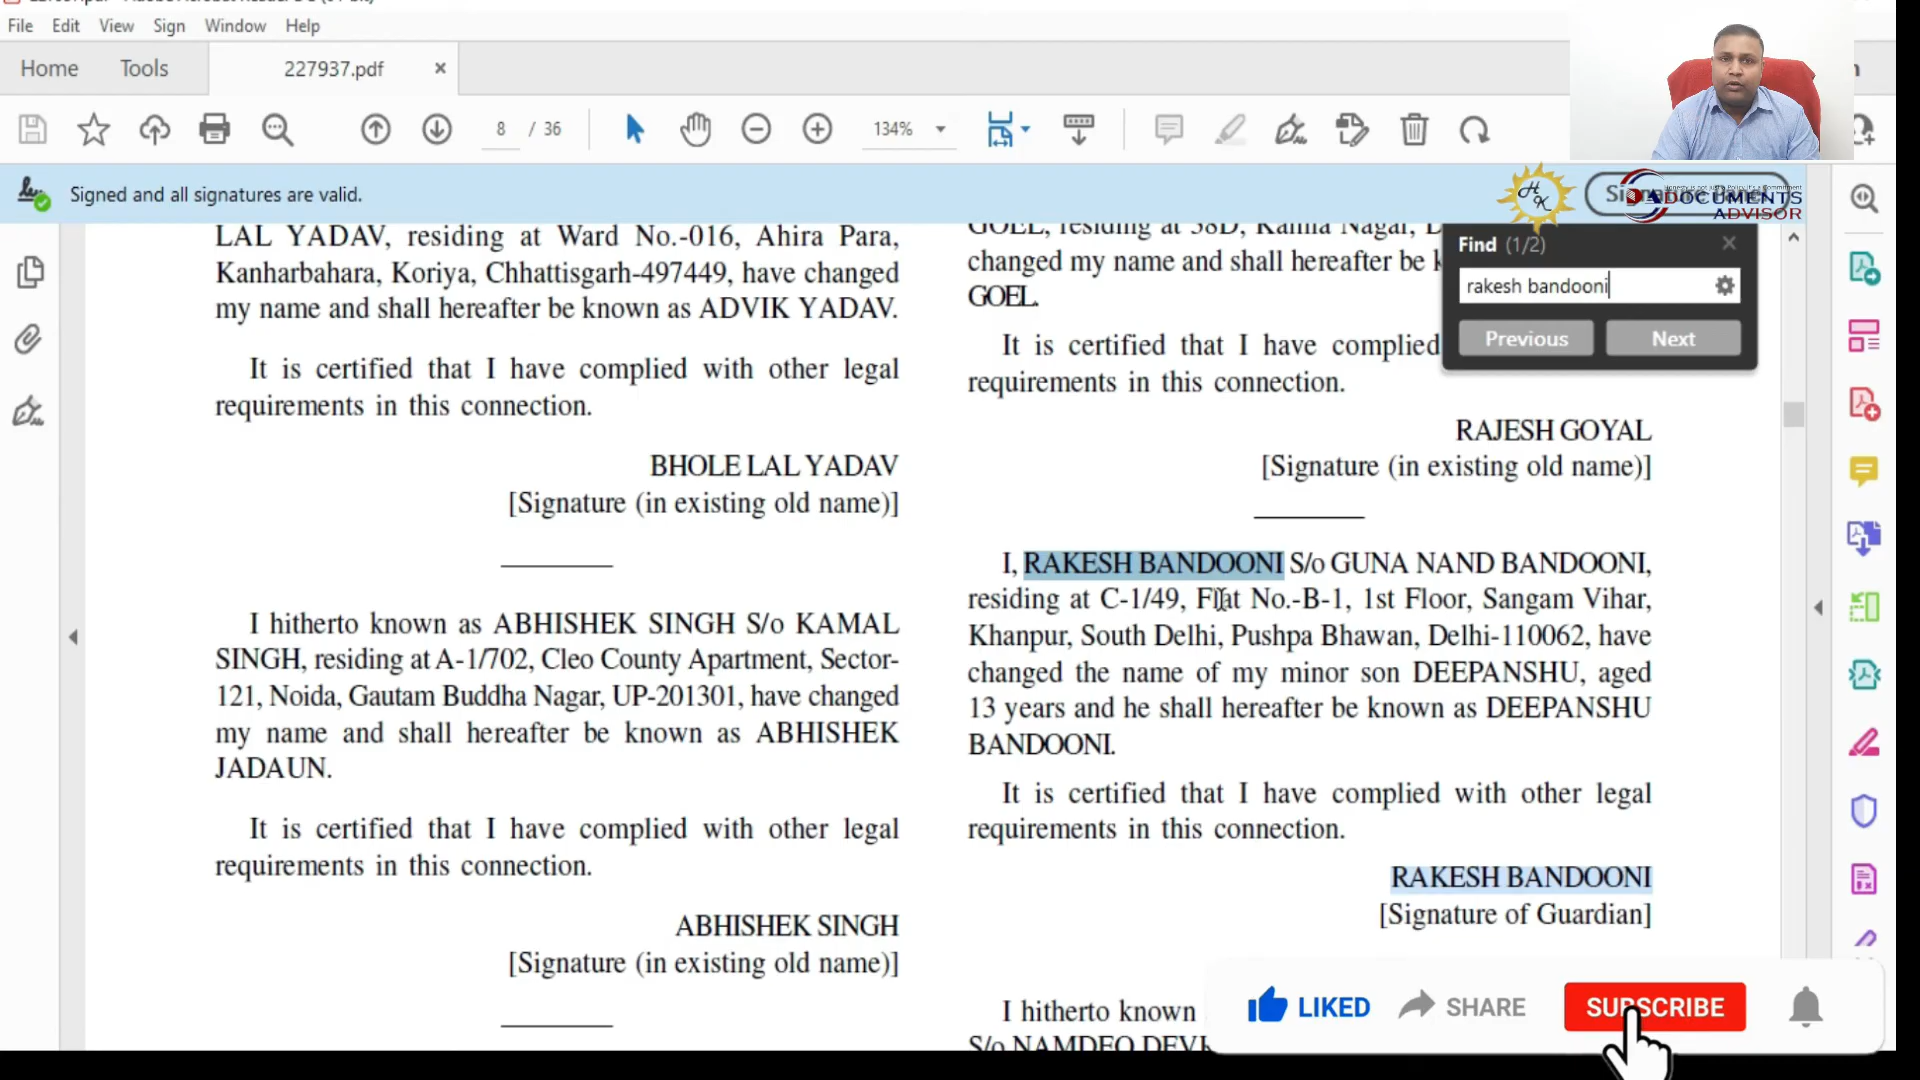 File Edit View Sign Window Help
Home Tools 227937.pdf
8 / 36 134%
Signed and all signatures are valid.
HK
DOCUMENTS
ADVISOR
Find (1/2)
rakesh bandooni
Previous Next
LAL YADAV, residing at Ward No.-016, Ahira Para,
Kanharbahara, Koriya, Chhattisgarh-497449, have changed
my name and shall hereafter be known as ADVIK YADAV.
It is certified that I have complied with other legal
requirements in this connection.
BHOLE LAL YADAV
[Signature (in existing old name)]
I hitherto known as ABHISHEK SINGH S/o KAMAL
SINGH, residing at A-1/702, Cleo County Apartment, Sector-
121, Noida, Gautam Buddha Nagar, UP-201301, have changed
my name and shall hereafter be known as ABHISHEK
JADAUN.
It is certified that I have complied with other legal
requirements in this connection.
ABHISHEK SINGH
[Signature (in existing old name)]
GOEL, residing at 38D, Kamla Nagar,
changed my name and shall hereafter be
GOEL.
It is certified that I have complied
requirements in this connection.
RAJESH GOYAL
[Signature (in existing old name)]
I, RAKESH BANDOONI S/o GUNA NAND BANDOONI,
residing at C-1/49, Flat No.-B-1, 1st Floor, Sangam Vihar,
Khanpur, South Delhi, Pushpa Bhawan, Delhi-110062, have
changed the name of my minor son DEEPANSHU, aged
13 years and he shall hereafter be known as DEEPANSHU
BANDOONI.
It is certified that I have complied with other legal
requirements in this connection.
RAKESH BANDOONI
[Signature of Guardian]
I hitherto known
S/o NAMDEO
LIKED SHARE SUBSCRIBE